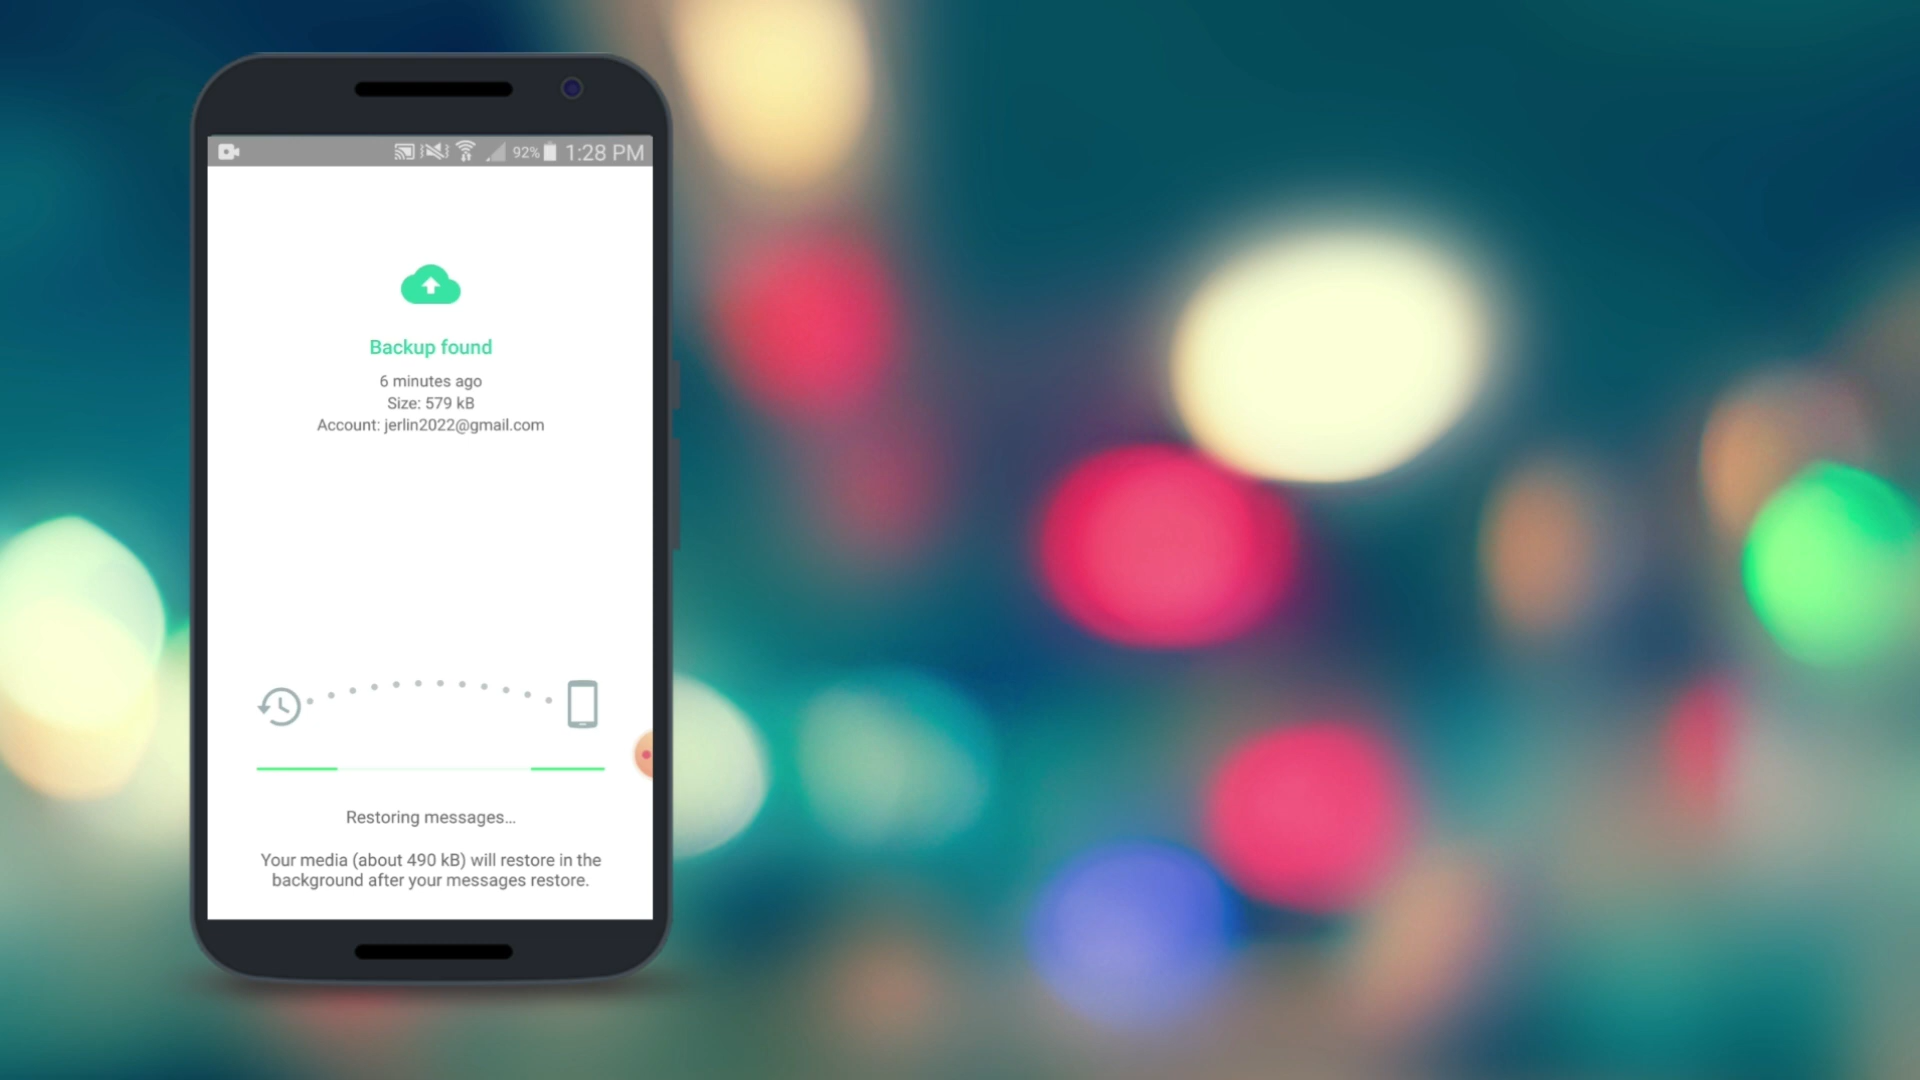 92% 1:28 PM
Backup found
6 minutes ago
Size: 579 kB
Account: jerlin2022@gmail.com
Restoring messages...
Your media (about 490 kB) will restore in the
background after your messages restore.